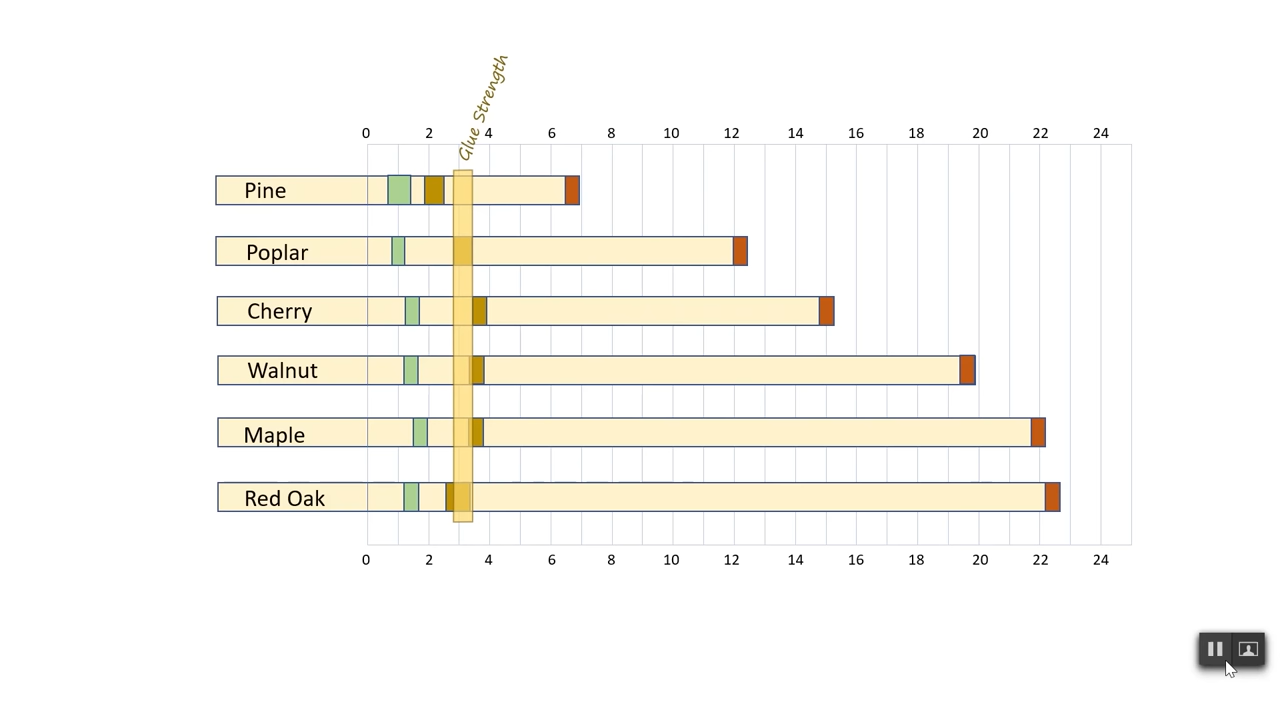 Glue Strength
0 2 4 6 8 10 12 14 16 18 20 22 24
Pine
Poplar
Cherry
Walnut
Maple
Red Oak
0 2 4 6 8 10 12 14 16 18 20 22 24